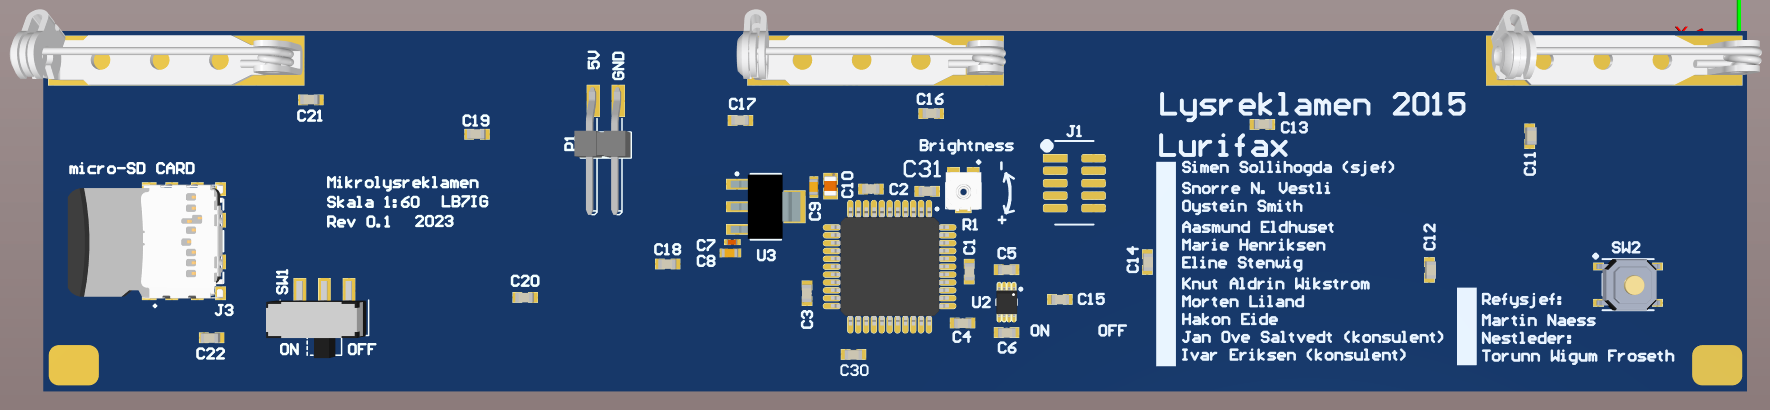 5V
GND
P1
C21
C19
C17
C16
Lysreklamen 2015
C13
Lurifax
C11
J1
Brightness
-
+
micro-SD CARD
J3
Mikrolysreklamen
Skala 1:60 LB7IG
Rev 0.1 2023
C31
C10
C9
C2
R1
C7
C8
U3
C18
C1
C5
C14
C12
SW2
SW1
C20
C3
U2
C15
C4
C6
ON OFF
C22
ON OFF
C30
Simen Sollihogda (sjef)
Snorre N. Vestli
Oystein Smith
Aasmund Eldhuset
Marie Henriksen
Eline Stenwig
Knut Aldrin Wikstrom
Morten Liland
Hakon Eide
Jan Ove Saltvedt (konsulent)
Ivar Eriksen (konsulent)
Refysjef:
Martin Naess
Nestleder:
Torunn Wigum Froseth